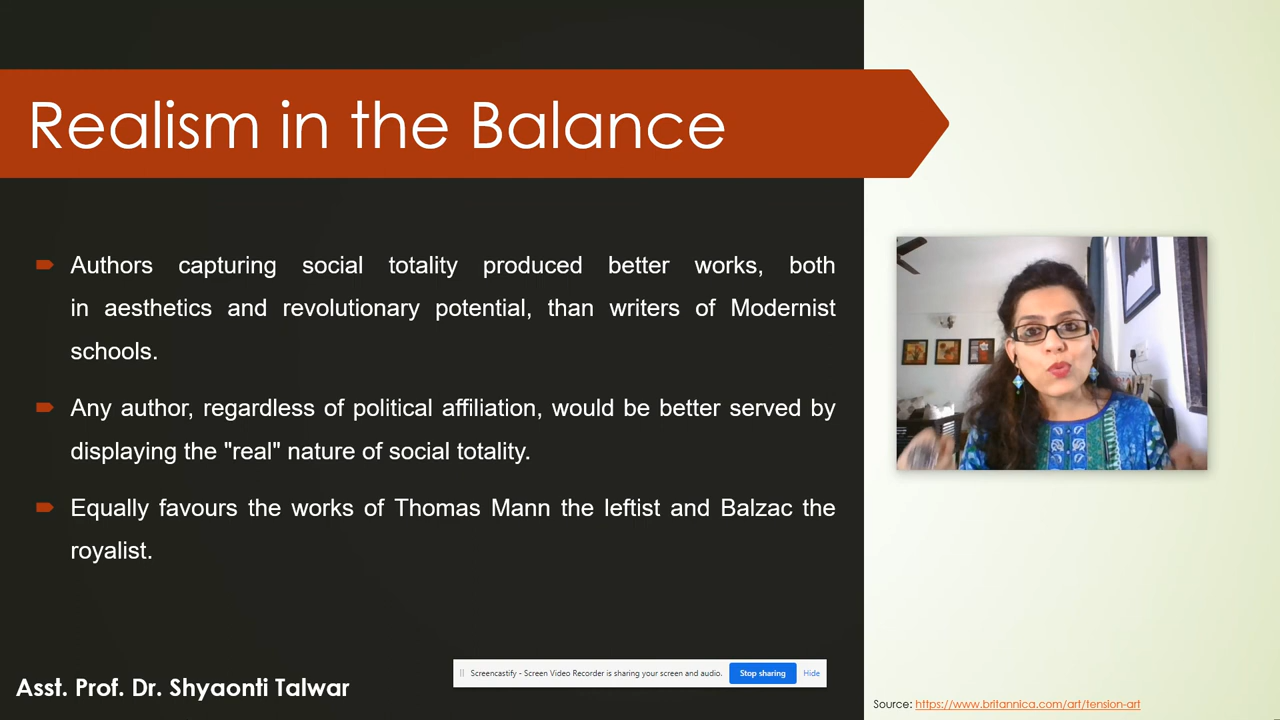 Realism in the Balance
Authors capturing social totality produced better works, both
in aesthetics and revolutionary potential, than writers of Modernist
schools.
Any author, regardless of political affiliation, would be better served by
displaying the "real" nature of social totality.
Equally favours the works of Thomas Mann the leftist and Balzac the
royalist.
Asst. Prof. Dr. Shyaonti Talwar
Screencastify - Screen Video Recorder is sharing your screen and audio.
Stop sharing
Hide
Source: https://www.britannica.com/art/tension-art